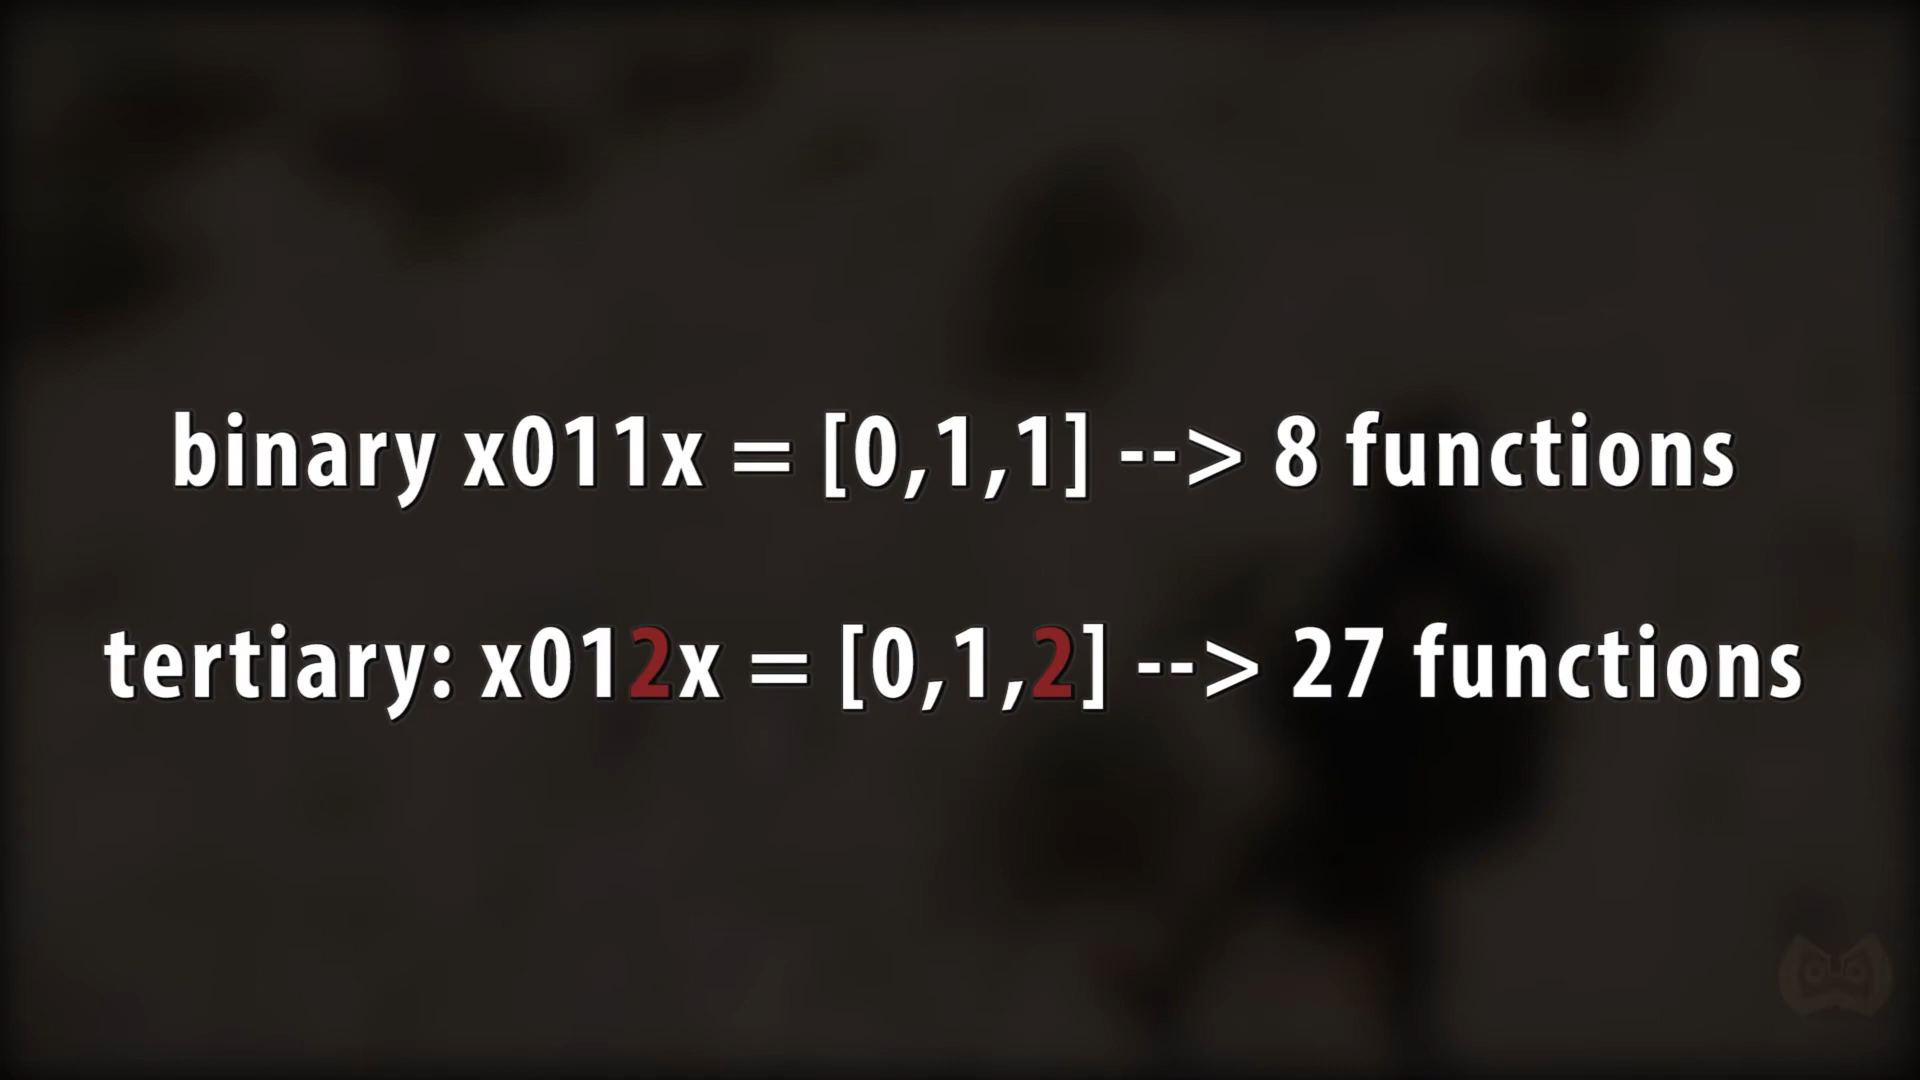 binary x011x = [0,1,1] --> 8 functions
tertiary: x012x = [0,1,2] --> 27 functions